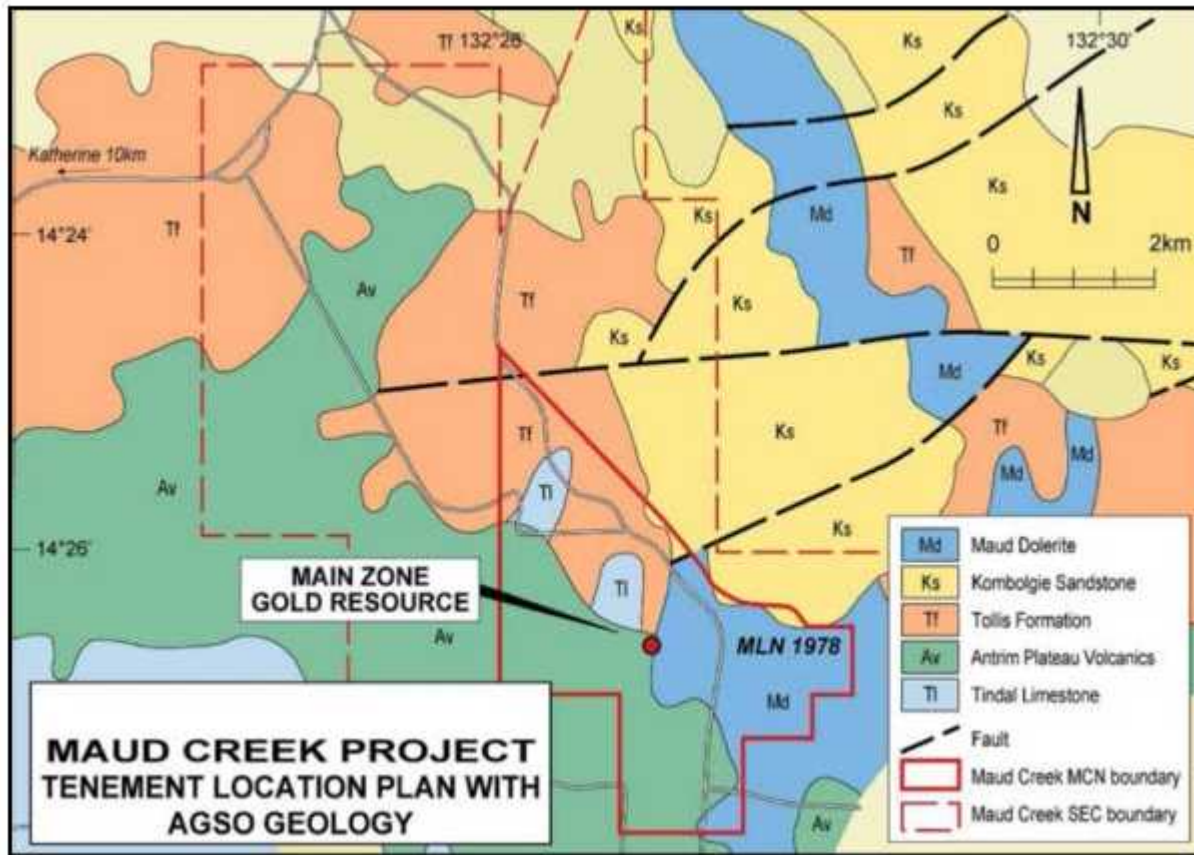 132°28'
132°30'
Tf
Ks
Ks
Ks
Katherine 10km
Ks
Ks
N
Tf
Md
14°24'
0 2km
Tf
Av
Tf
Ks
Ks
Ks
Ks
Md
Tf
Ks
Tf
Md
Av
Tl
Md
Ks
14°26'
MAIN ZONE
GOLD RESOURCE
Tl
Av
MLN 1978
Md
Av
Md Maud Dolerite
Ks Kombolgie Sandstone
Tf Tollis Formation
Av Antrim Plateau Volcanics
Tl Tindal Limestone
Fault
Maud Creek MCN boundary
Maud Creek SEC boundary
MAUD CREEK PROJECT
TENEMENT LOCATION PLAN WITH
AGSO GEOLOGY